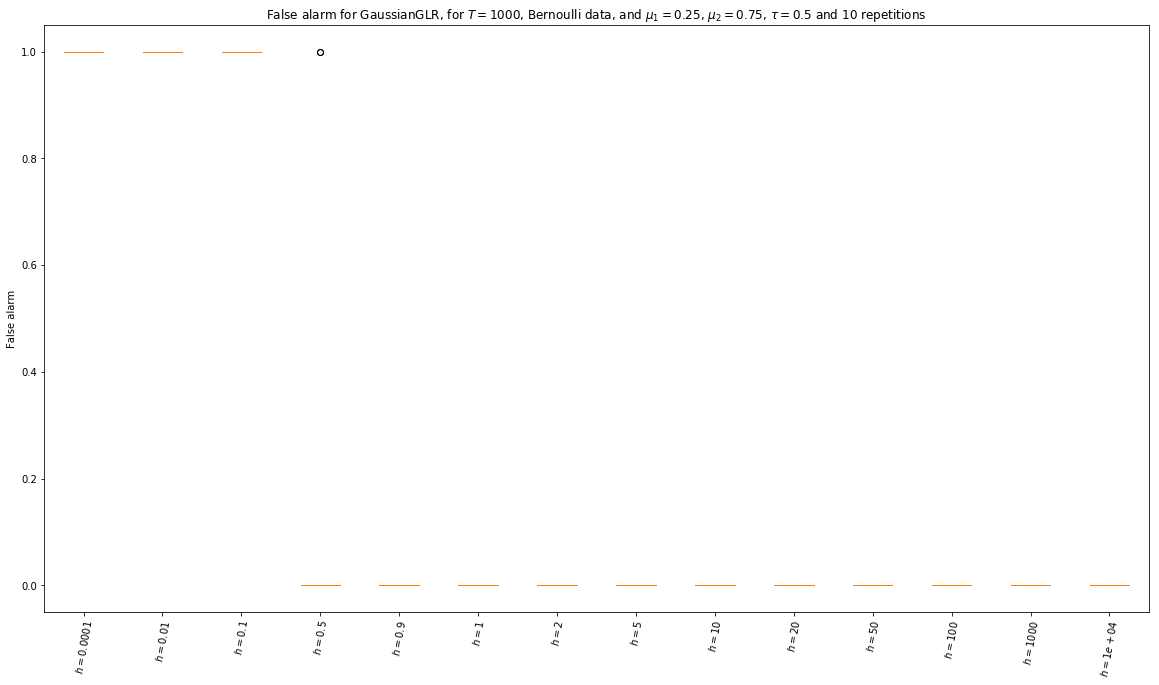 False alarm for GaussianGLR, for T = 1000, Bernoulli data, and μ₁ = 0.25, μ₂ = 0.75, τ = 0.5 and 10 repetitions
False alarm
1.0
0.8
0.6
0.4
0.2
0.0
h = 0.0001
h = 0.01
h = 0.1
h = 0.5
h = 0.9
h = 1
h = 2
h = 5
h = 10
h = 20
h = 50
h = 100
h = 1000
h = 1e + 04